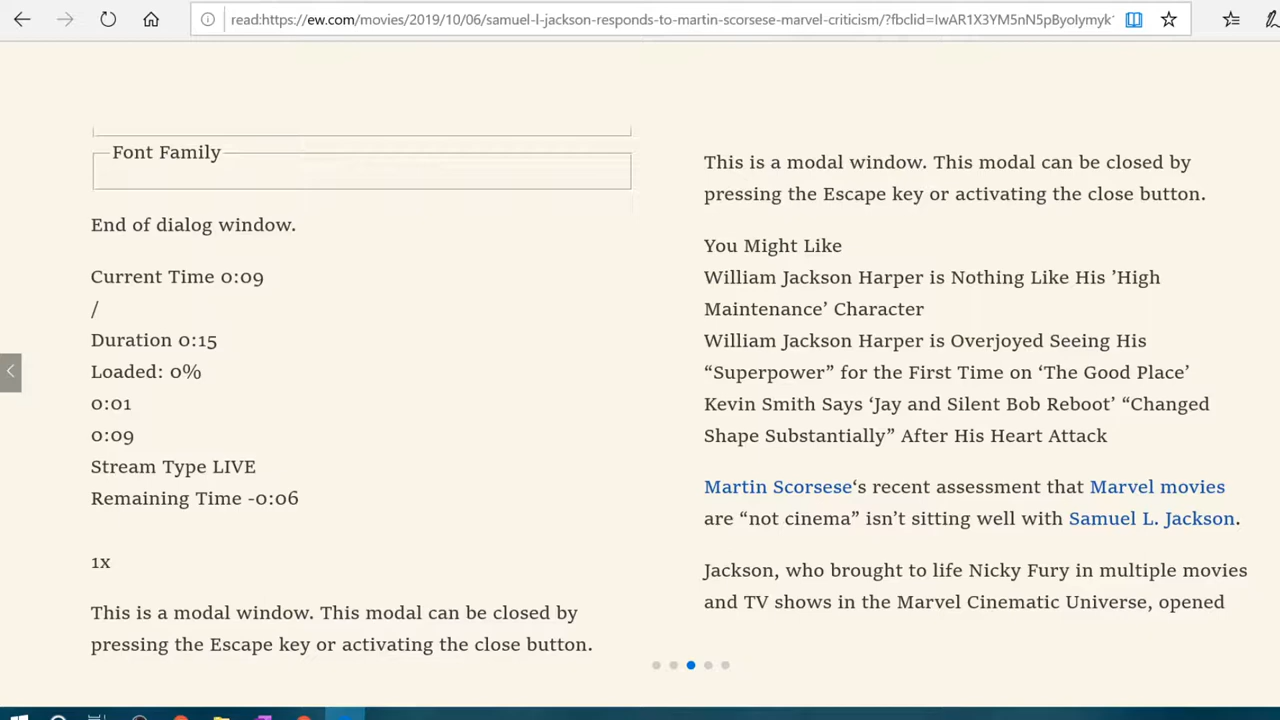 read:https://ew.com/movies/2019/10/06/samuel-l-jackson-responds-to-martin-scorsese-marvel-criticism/?fbclid=IwAR1X3YM5nN5pByoIymyk1
Font Family
End of dialog window.
Current Time 0:09
/
Duration 0:15
Loaded: 0%
0:01
0:09
Stream Type LIVE
Remaining Time -0:06
1x
This is a modal window. This modal can be closed by
pressing the Escape key or activating the close button.
This is a modal window. This modal can be closed by
pressing the Escape key or activating the close button.
You Might Like
William Jackson Harper is Nothing Like His ’High
Maintenance’ Character
William Jackson Harper is Overjoyed Seeing His
“Superpower” for the First Time on ‘The Good Place’
Kevin Smith Says ‘Jay and Silent Bob Reboot’ “Changed
Shape Substantially” After His Heart Attack
Martin Scorsese‘s recent assessment that Marvel movies
are “not cinema” isn’t sitting well with Samuel L. Jackson.
Jackson, who brought to life Nicky Fury in multiple movies
and TV shows in the Marvel Cinematic Universe, opened